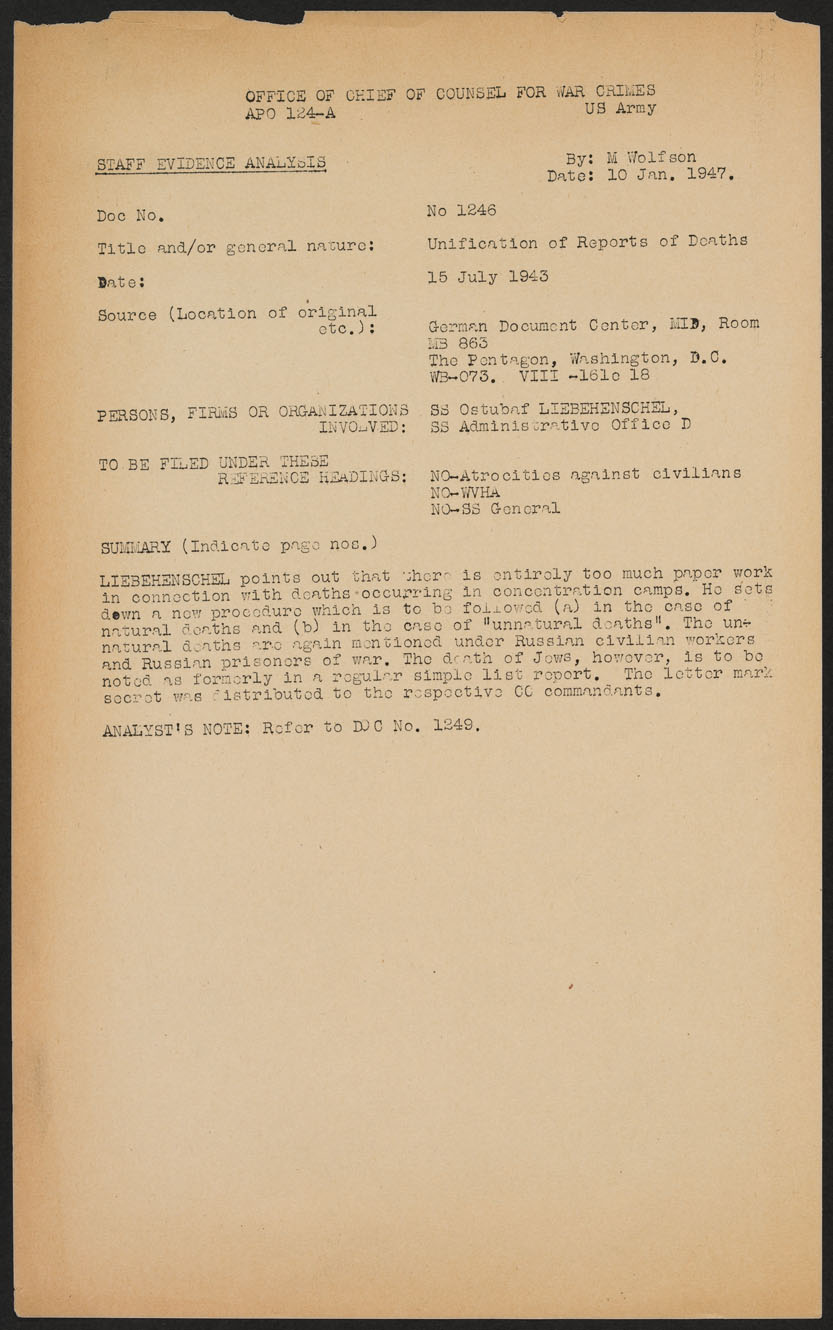 OFFICE OF CHIEF OF COUNSEL FOR WAR CRIMES
APO 124-A US Army
STAFF EVIDENCE ANALYSIS
By: M Wolfson
Date: 10 Jan. 1947.
Doc No. No 1246
Title and/or general nature: Unification of Reports of Deaths
Date: 15 July 1943
Source (Location of original
etc.): German Document Center, MID, Room
MB 863
The Pentagon, Washington, D.C.
WB-073. VIII -161c 18
PERSONS, FIRMS OR ORGANIZATIONS SS Ostubaf LIEBEHENSCHEL,
INVOLVED: SS Administrative Office D
TO BE FILED UNDER THESE
REFERENCE HEADINGS: NO-Atrocities against civilians
NO-WVHA
NO-SS General
SUMMARY (Indicate page nos.)
LIEBEHENSCHEL points out that there is entirely too much paper work
in connection with deaths occurring in concentration camps. He sets
down a new procedure which is to be followed (a) in the case of
natural deaths and (b) in the case of "unnatural deaths". The un-
natural deaths are again mentioned under Russian civilian workers
and Russian prisoners of war. The death of Jews, however, is to be
noted as formerly in a regular simple list report. The letter mark
secret was distributed to the respective CC commandants.
ANALYST'S NOTE: Refer to DOC No. 1249.